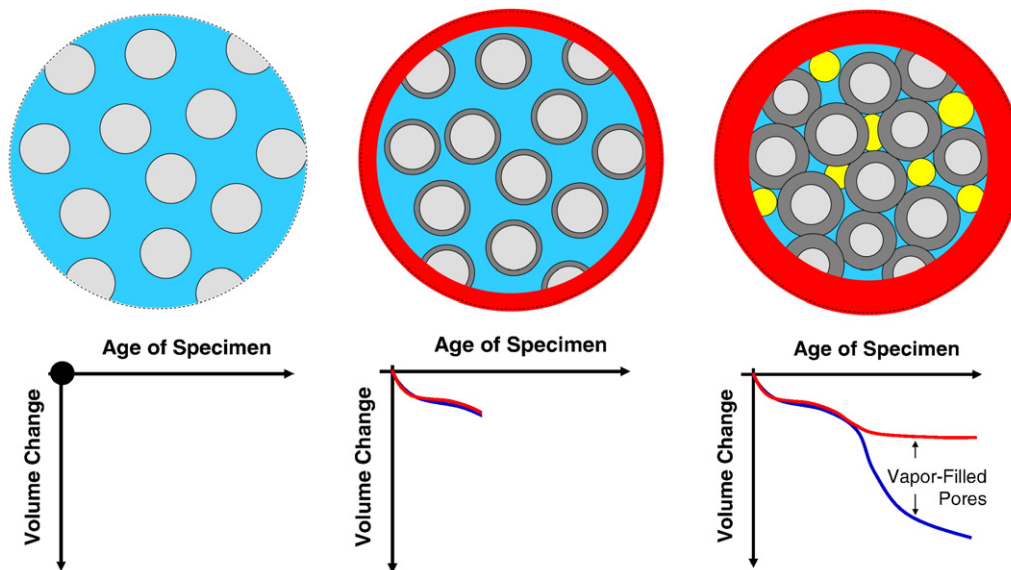 Age of Specimen
Volume Change
Age of Specimen
Volume Change
Age of Specimen
Volume Change
Vapor-Filled
Pores